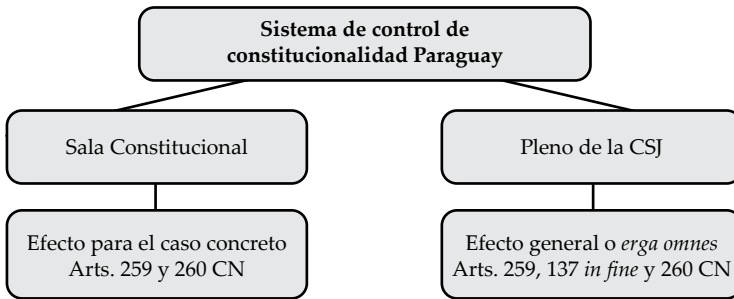 Sistema de control de
constitucionalidad Paraguay
Sala Constitucional
Pleno de la CSJ
Efecto para el caso concreto
Arts. 259 y 260 CN
Efecto general o erga omnes
Arts. 259, 137 in fine y 260 CN